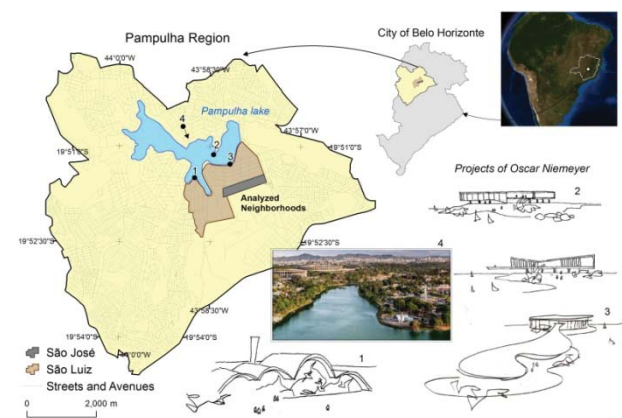 Pampulha Region
City of Belo Horizonte
44°0'0"W
43°58'30"W
4
Pampulha lake
43°57'0"W
2
19°51'0"S
19°51'0"S
3
1
Analyzed
Neighborhoods
Projects of Oscar Niemeyer
2
19°52'30"S
19°52'30"S
4
43°58'30"W
3
19°54'0"S
19°54'0"S
1
São José
São Luiz
Streets and Avenues
0 2,000 m